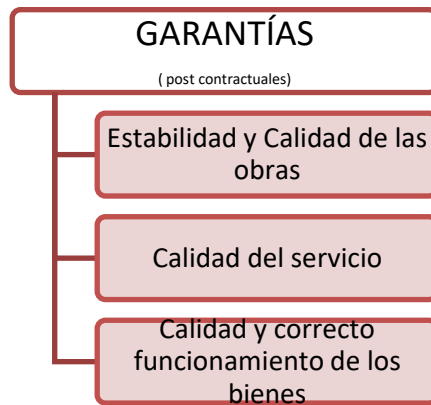 GARANTÍAS
( post contractuales)
Estabilidad y Calidad de las
obras
Calidad del servicio
Calidad y correcto
funcionamiento de los
bienes